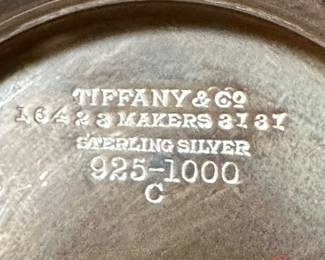 TIFFANY & Co
16423 MAKERS 3131
STERLING SILVER
925-1000
C